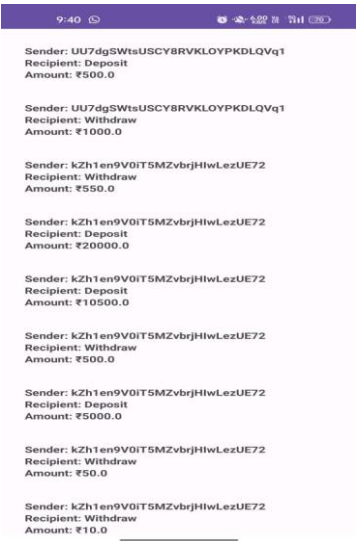 9:40
Sender: UU7dgSWtsUSCY8RVKLOYPKDLQVq1
Recipient: Deposit
Amount: ₹500.0
Sender: UU7dgSWtsUSCY8RVKLOYPKDLQVq1
Recipient: Withdraw
Amount: ₹1000.0
Sender: kZh1en9V0iT5MZvbrjHIwLezUE72
Recipient: Withdraw
Amount: ₹550.0
Sender: kZh1en9V0iT5MZvbrjHIwLezUE72
Recipient: Deposit
Amount: ₹20000.0
Sender: kZh1en9V0iT5MZvbrjHIwLezUE72
Recipient: Deposit
Amount: ₹10500.0
Sender: kZh1en9V0iT5MZvbrjHIwLezUE72
Recipient: Withdraw
Amount: ₹500.0
Sender: kZh1en9V0iT5MZvbrjHIwLezUE72
Recipient: Deposit
Amount: ₹5000.0
Sender: kZh1en9V0iT5MZvbrjHIwLezUE72
Recipient: Withdraw
Amount: ₹50.0
Sender: kZh1en9V0iT5MZvbrjHIwLezUE72
Recipient: Withdraw
Amount: ₹10.0